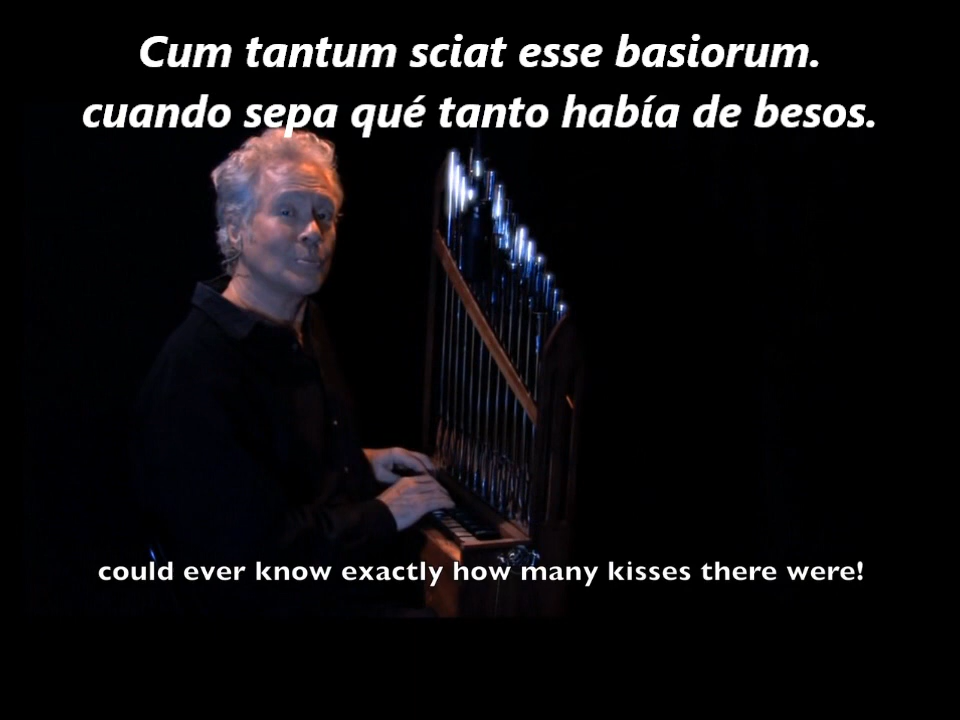 Cum tantum sciat esse basiorum.
cuando sepa qué tanto había de besos.
could ever know exactly how many kisses there were!